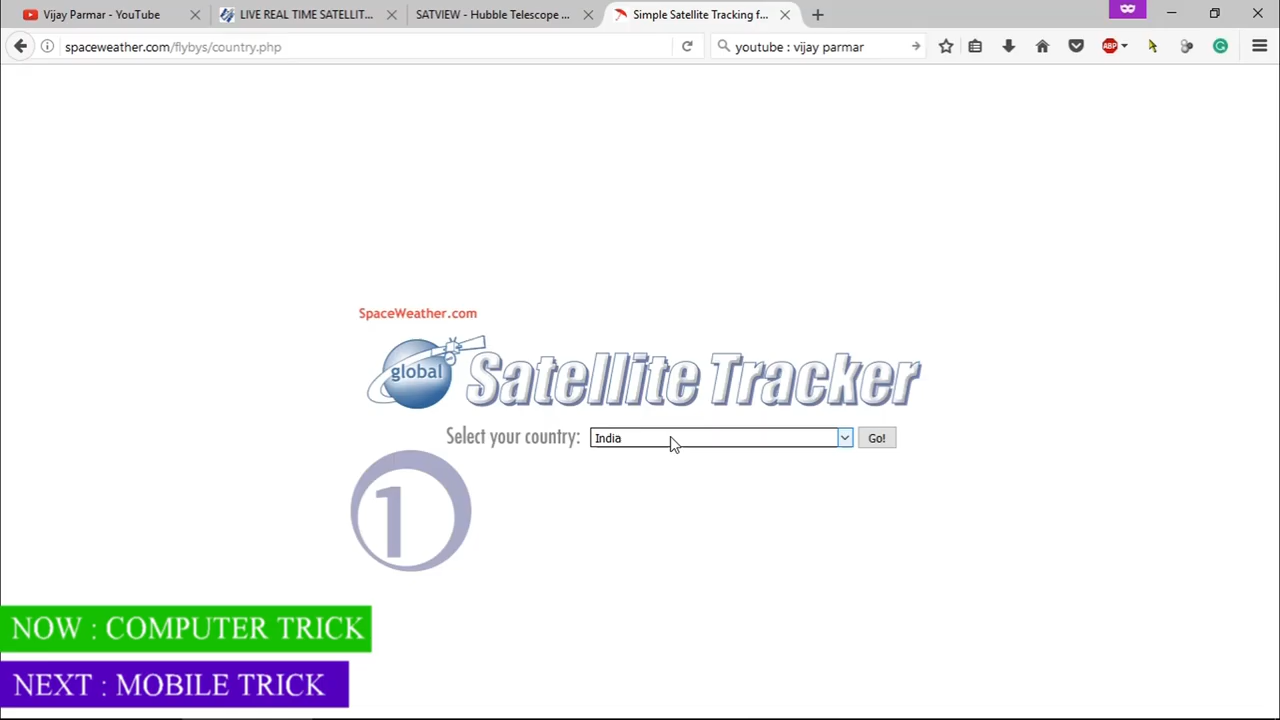 Vijay Parmar - YouTube
LIVE REAL TIME SATELLIT...
SATVIEW - Hubble Telescope ...
Simple Satellite Tracking f...
spaceweather.com/flybys/country.php
youtube : vijay parmar
ABP
SpaceWeather.com
global
Satellite Tracker
Select your country:
India
Go!
1
NOW : COMPUTER TRICK
NEXT : MOBILE TRICK